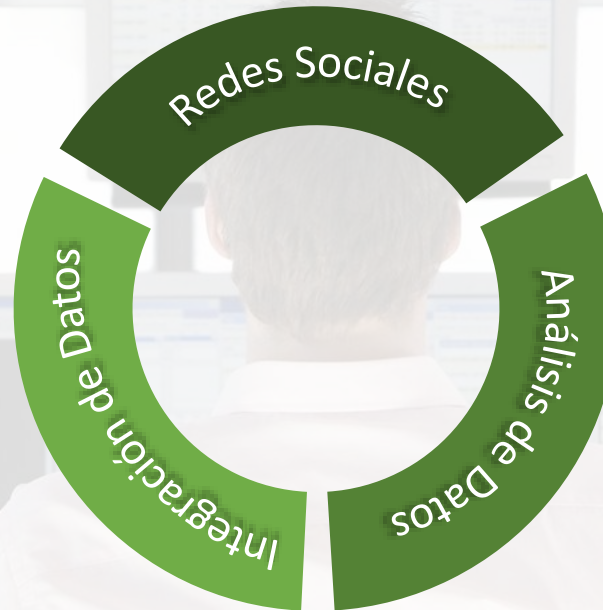 Redes Sociales
Análisis de Datos
Integración de Datos